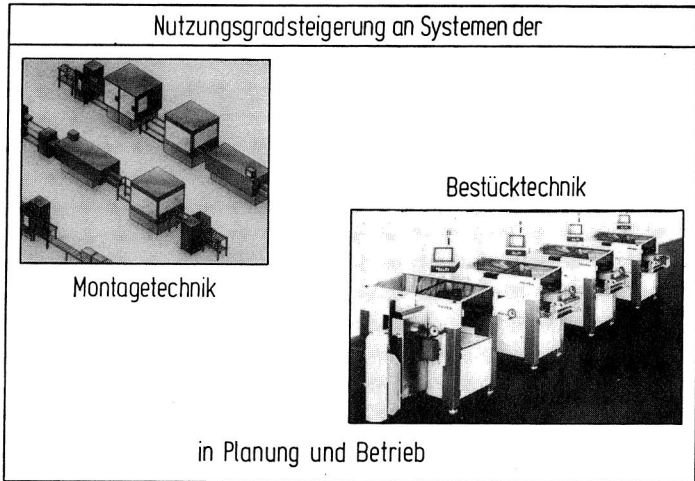 Nutzungsgradsteigerung an Systemen der
Montagetechnik
Bestücktechnik
in Planung und Betrieb